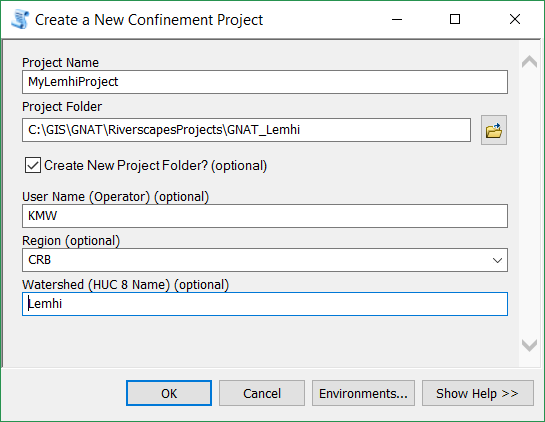 Create a New Confinement Project
Project Name
MyLemhiProject
Project Folder
C:\GIS\GNAT\RiverscapesProjects\GNAT_Lemhi
Create New Project Folder? (optional)
User Name (Operator) (optional)
KMW
Region (optional)
CRB
Watershed (HUC 8 Name) (optional)
Lemhi
OK Cancel Environments... Show Help >>